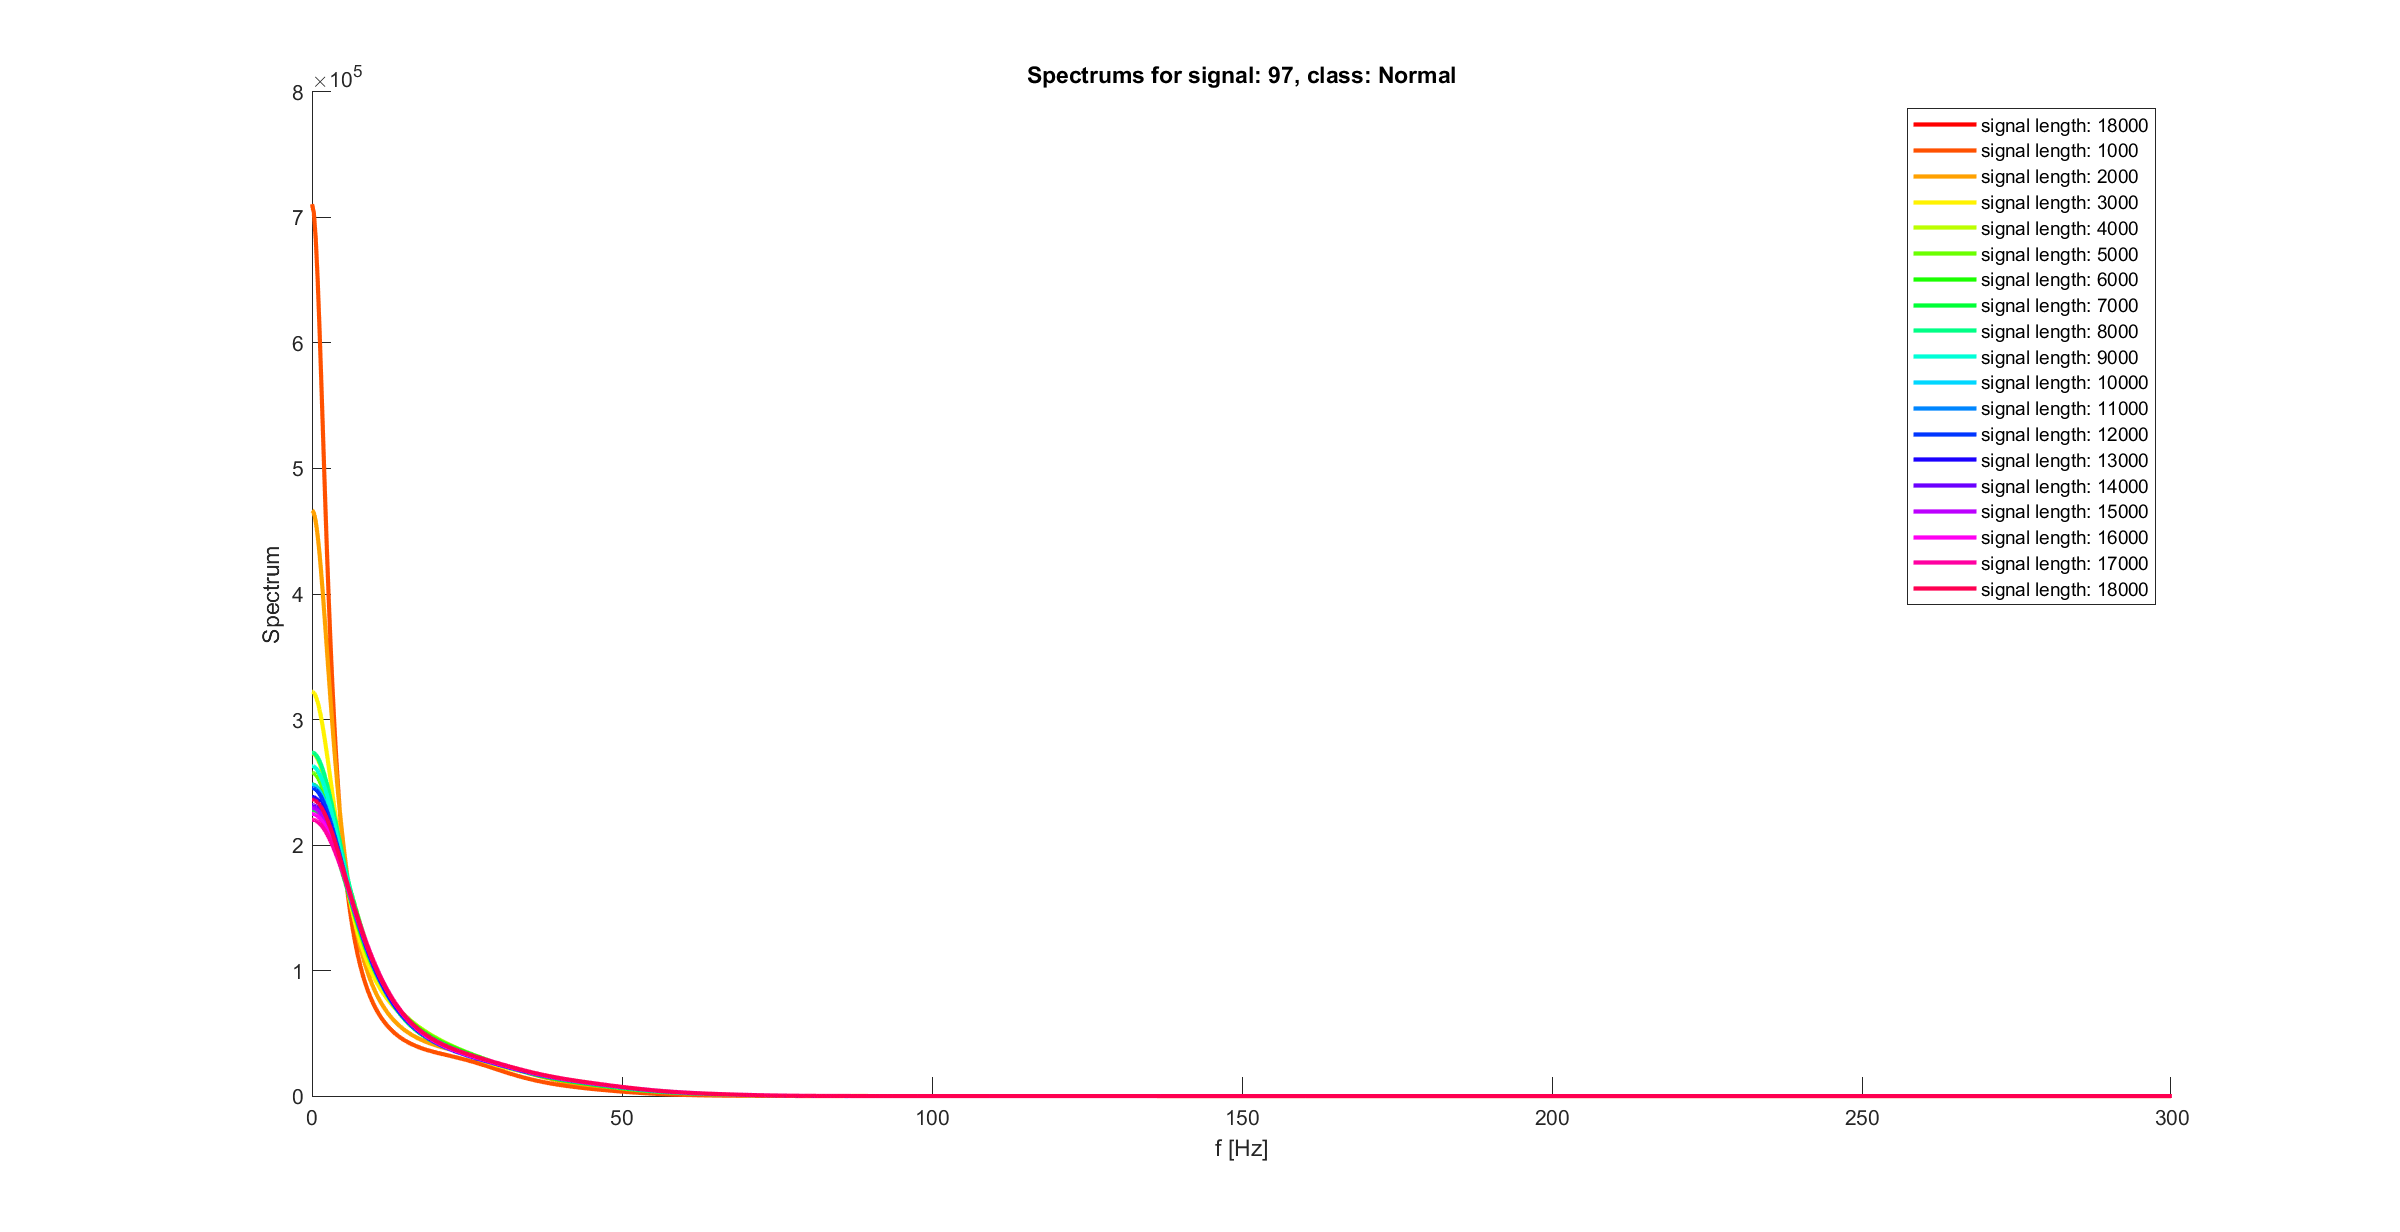 Spectrums for signal: 97, class: Normal
×10^5
8
7
6
5
4
3
2
1
0
Spectrum
signal length: 18000
signal length: 1000
signal length: 2000
signal length: 3000
signal length: 4000
signal length: 5000
signal length: 6000
signal length: 7000
signal length: 8000
signal length: 9000
signal length: 10000
signal length: 11000
signal length: 12000
signal length: 13000
signal length: 14000
signal length: 15000
signal length: 16000
signal length: 17000
signal length: 18000
0 50 100 150 200 250 300
f [Hz]